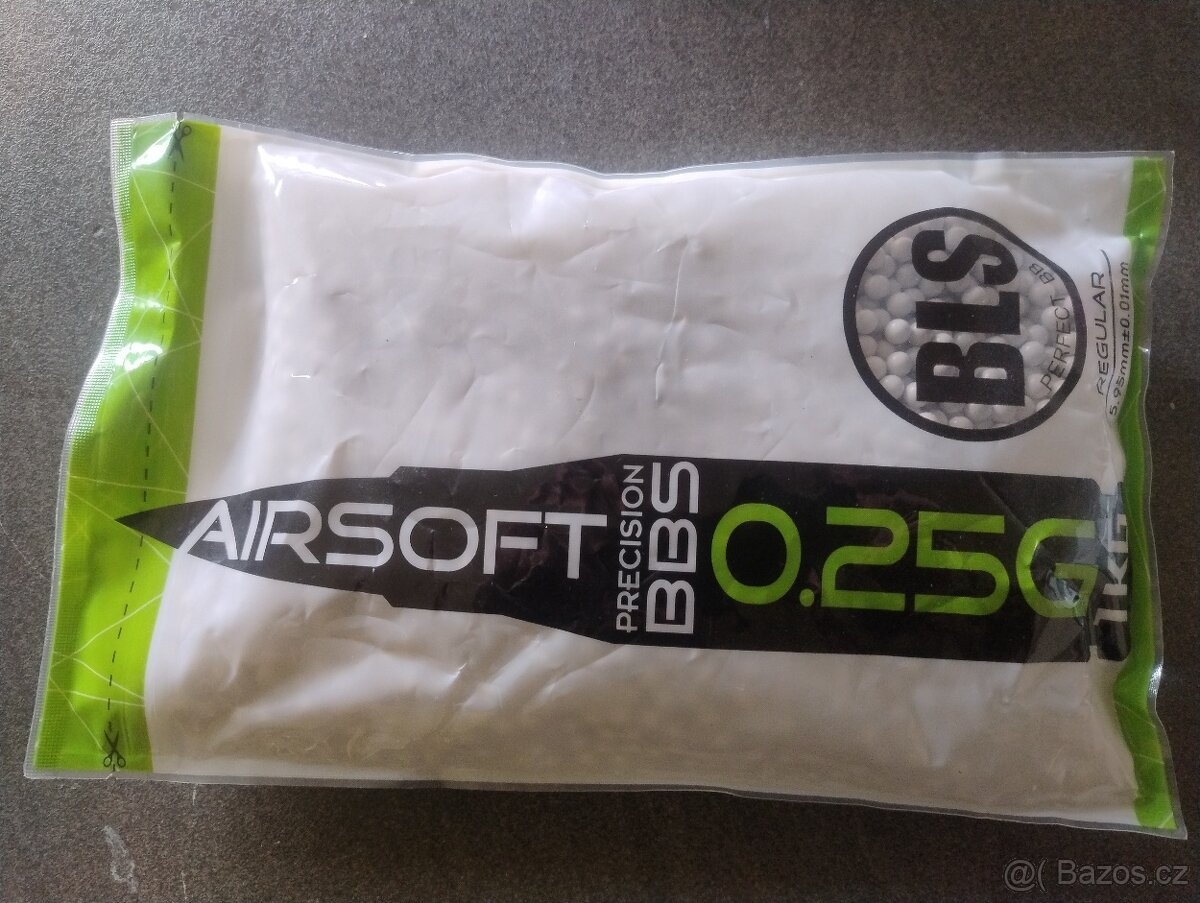 BLS
PERFECT BB
REGULAR
5.95mm±0.01mm
AIRSOFT
PRECISION
BBS
0.25G
1KG
@( Bazos.cz